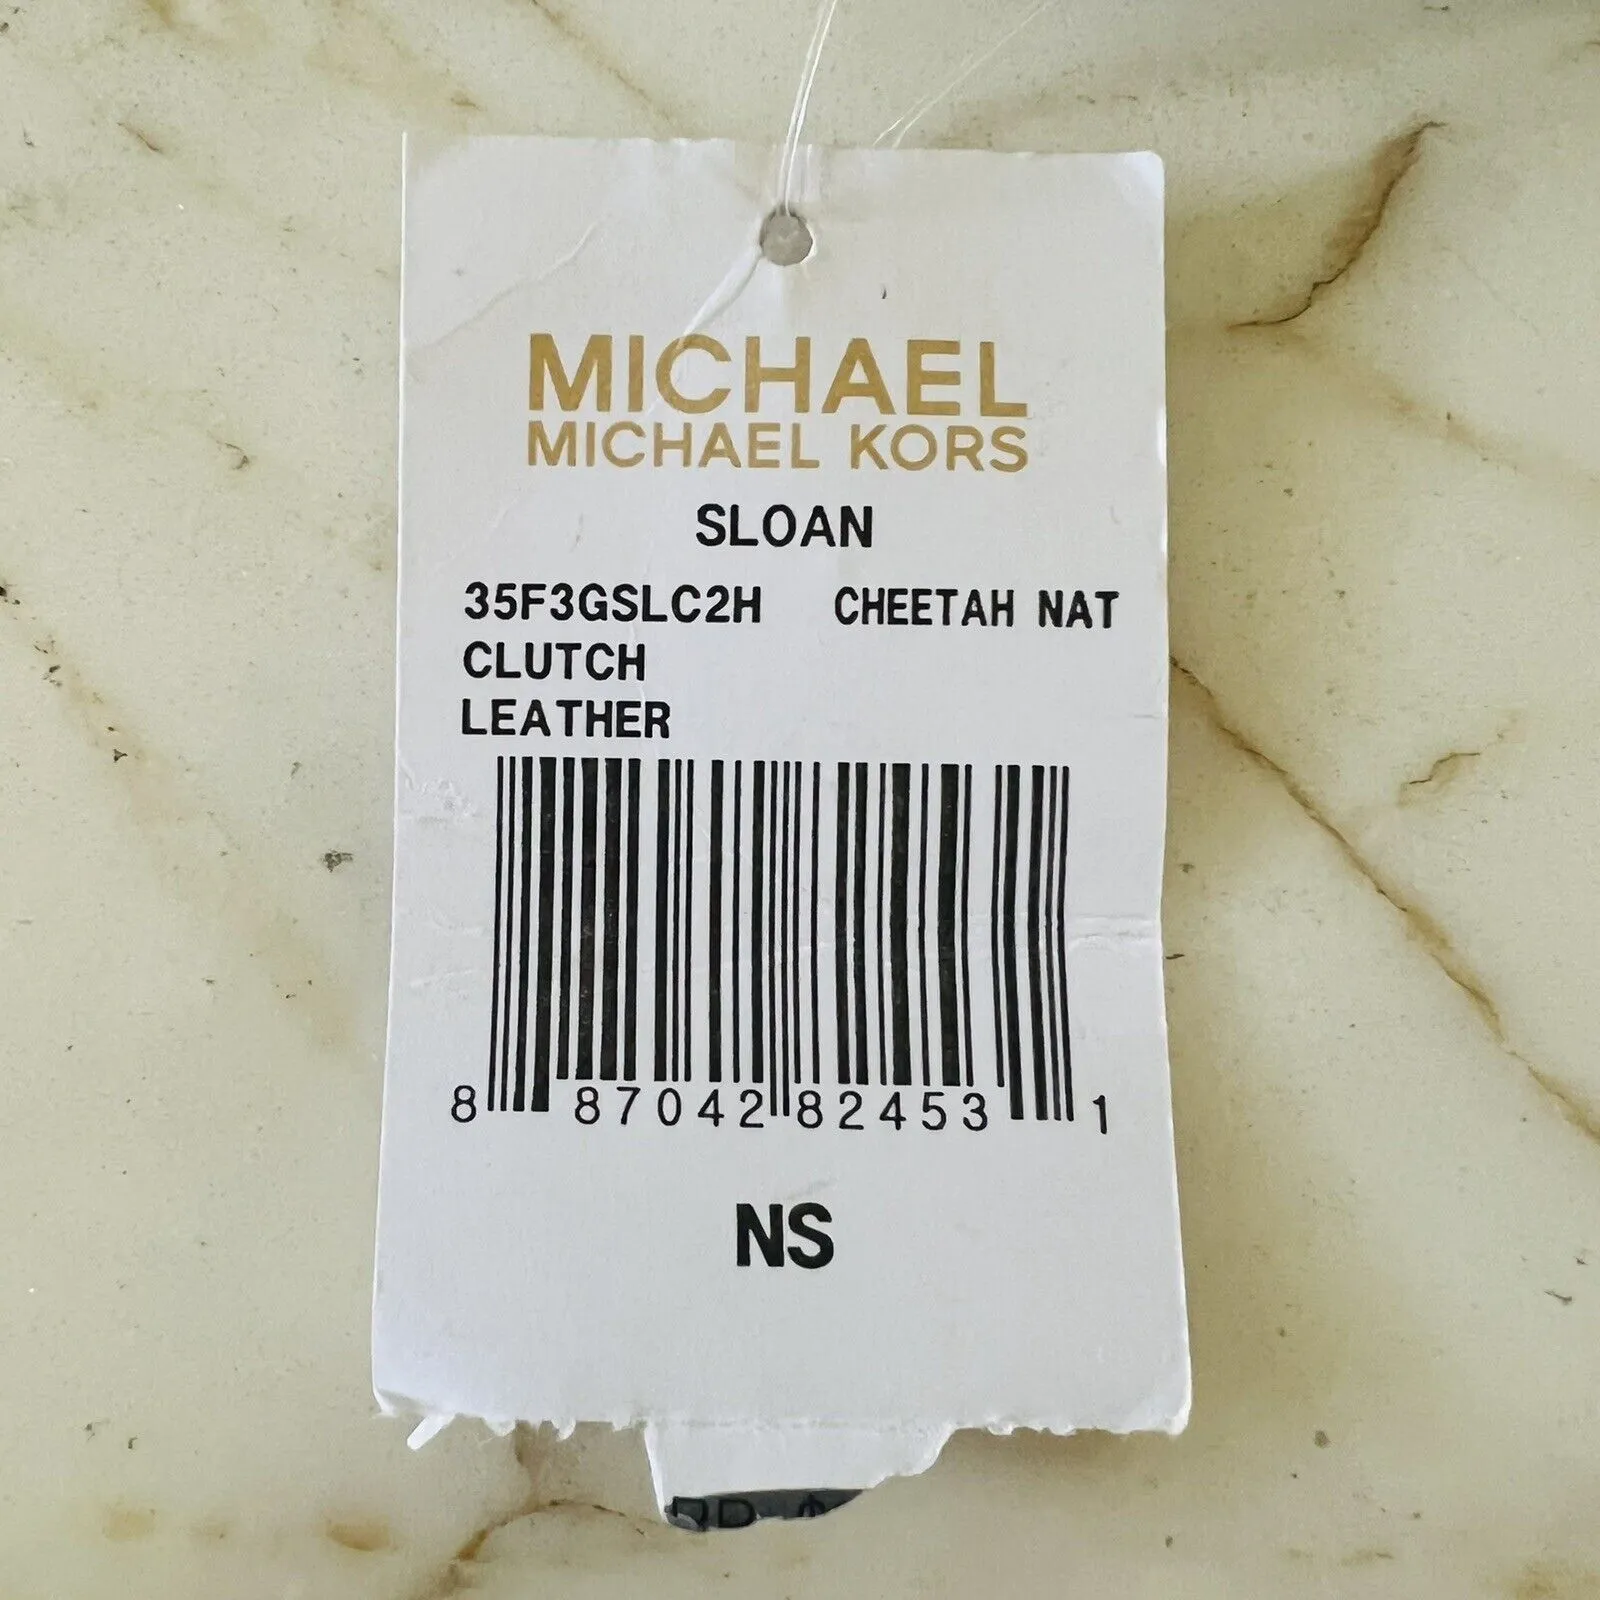 MICHAEL
MICHAEL KORS
SLOAN
35F3GSLC2H CHEETAH NAT
CLUTCH
LEATHER
8 87042 82453 1
NS